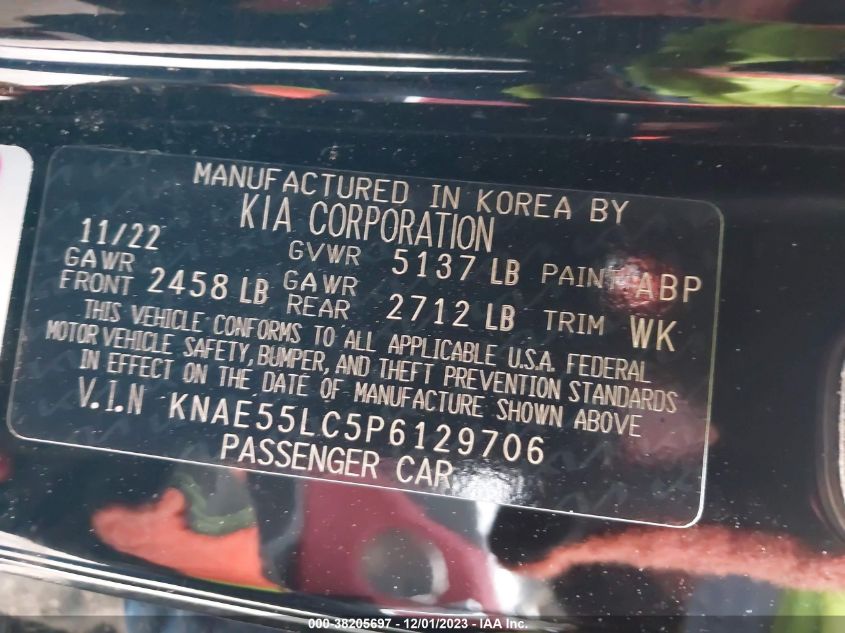 MANUFACTURED IN KOREA BY
KIA CORPORATION
11/22 GVWR 5137 LB PAINT ABP
GAWR FRONT 2458 LB GAWR REAR 2712 LB TRIM WK
THIS VEHICLE CONFORMS TO ALL APPLICABLE U.S.A. FEDERAL
MOTOR VEHICLE SAFETY, BUMPER, AND THEFT PREVENTION STANDARDS
IN EFFECT ON THE DATE OF MANUFACTURE SHOWN ABOVE
V.I.N KNAE55LC5P6129706
PASSENGER CAR
000-38205697 - 12/01/2023 - IAA Inc.